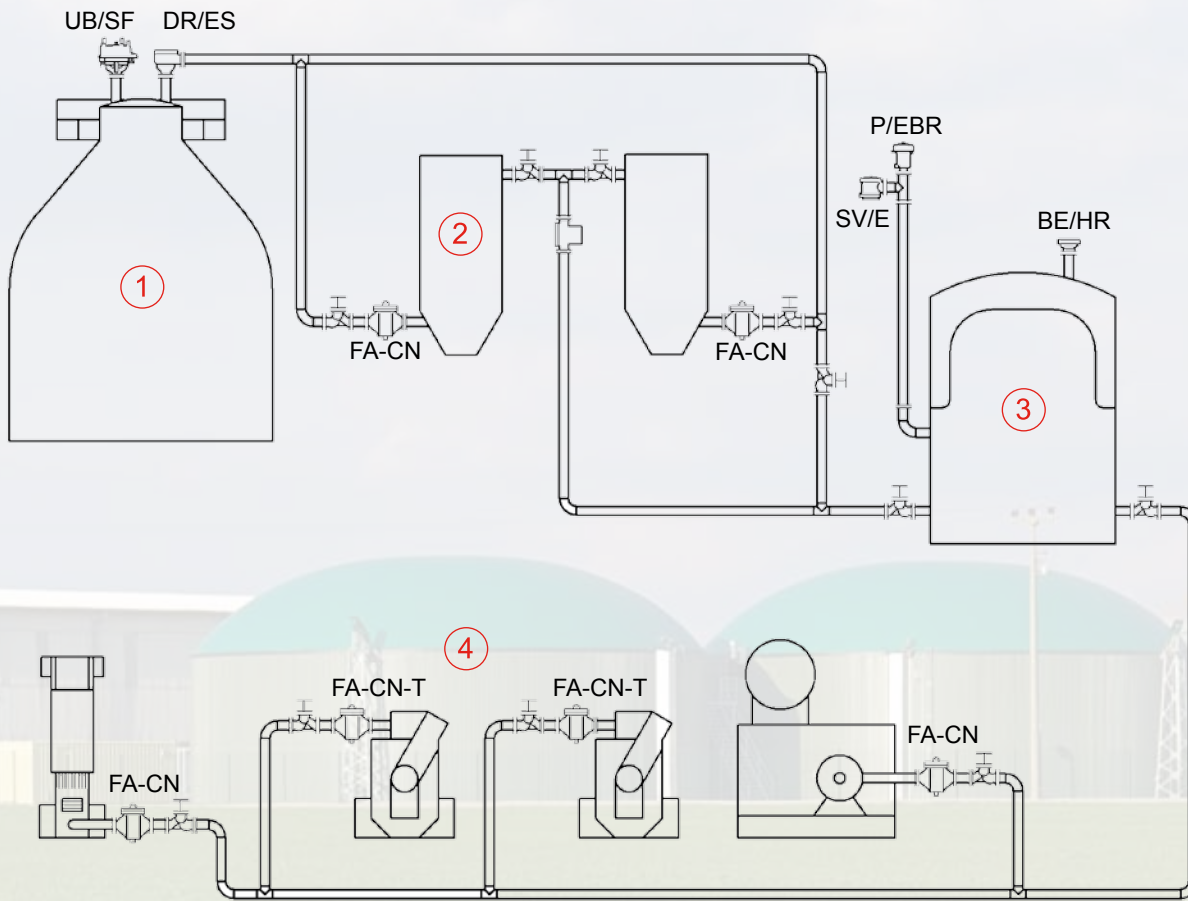 UB/SF
DR/ES
P/EBR
SV/E
BE/HR
2
1
FA-CN
FA-CN
3
4
FA-CN-T
FA-CN-T
FA-CN
FA-CN